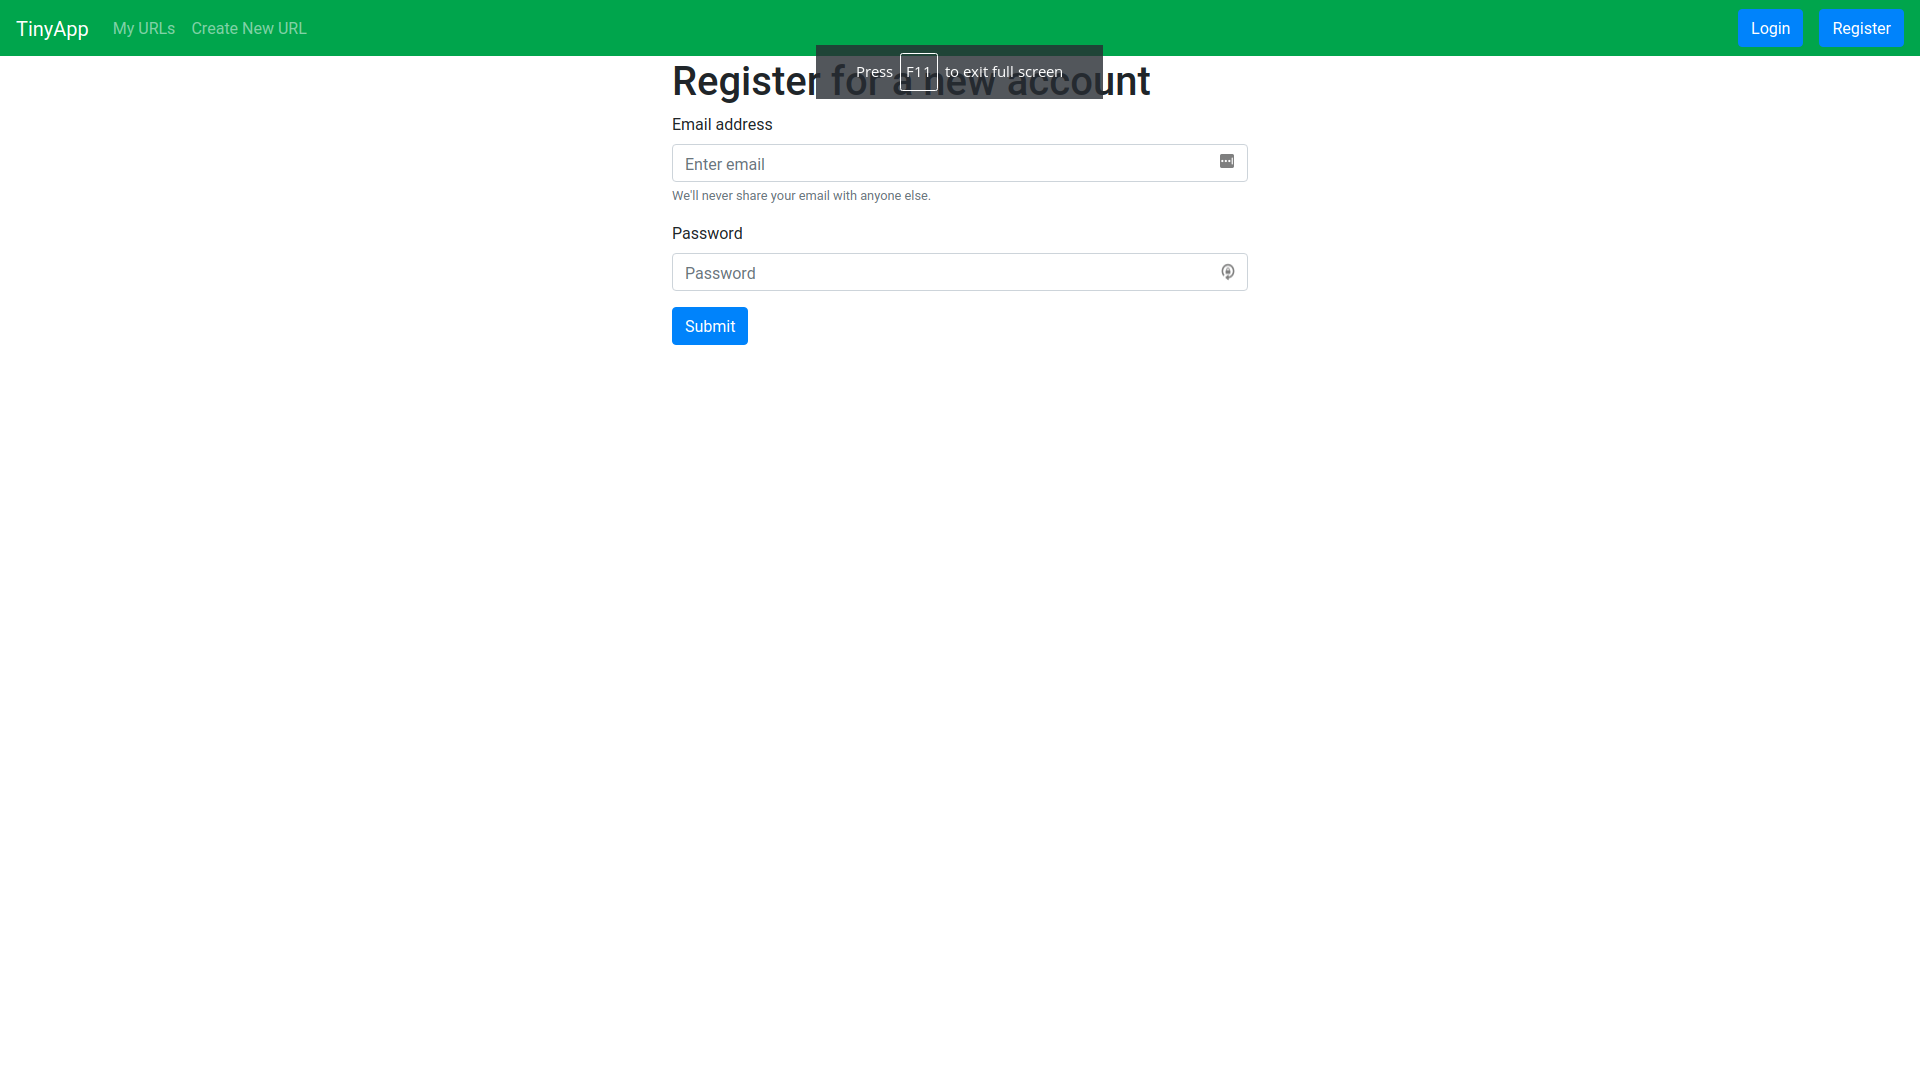 TinyApp My URLs Create New URL Login Register
Press F11 to exit full screen
Register for a new account
Email address
Enter email
We'll never share your email with anyone else.
Password
Password
Submit